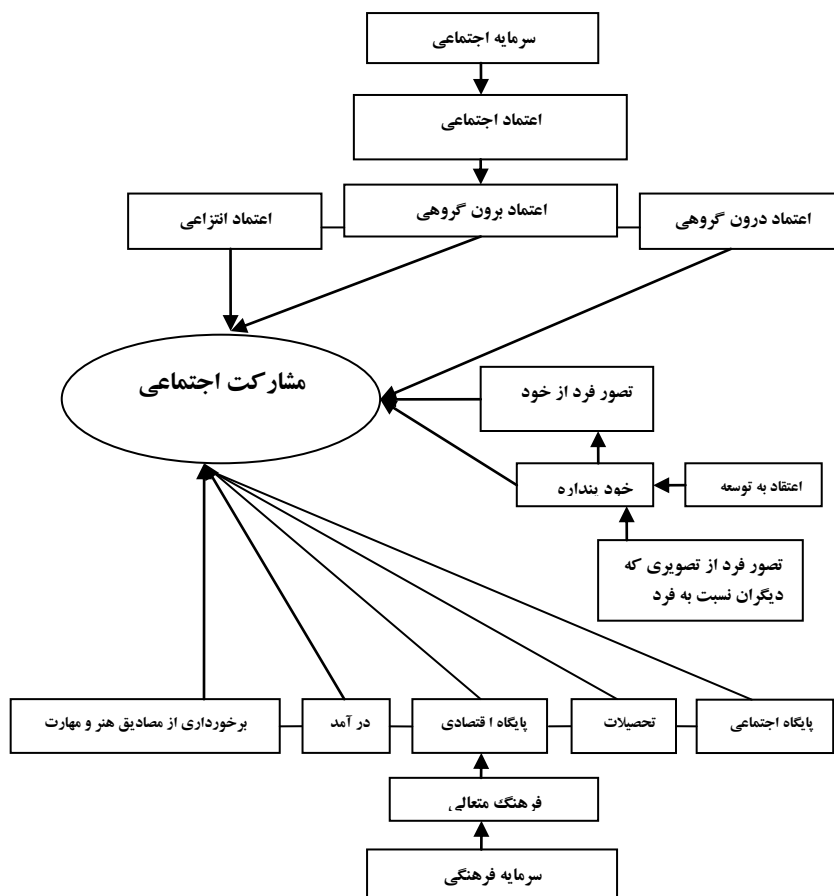 سرمایه اجتماعی
اعتماد اجتماعی
اعتماد درون گروهی
اعتماد برون گروهی
اعتماد انتزاعی
مشارکت اجتماعی
تصور فرد از خود
خود پنداره
اعتقاد به توسعه
تصور فرد از تصویری که
دیگران نسبت به فرد
پایگاه اجتماعی
تحصیلات
پایگاه اقتصادی
در آمد
برخورداری از مصادیق هنر و مهارت
فرهنگ متعالی
سرمایه فرهنگی